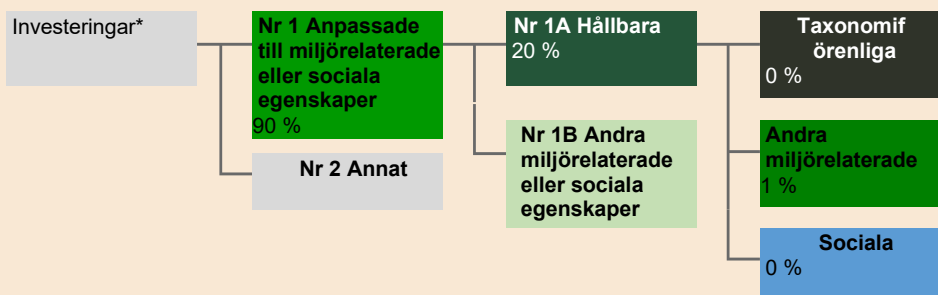 Investeringar*
Nr 1 Anpassade
till miljörelaterade
eller sociala
egenskaper
90 %
Nr 2 Annat
Nr 1A Hållbara
20 %
Nr 1B Andra
miljörelaterade
eller sociala
egenskaper
Taxonomif
örenliga
0 %
Andra
miljörelaterade
1 %
Sociala
0 %